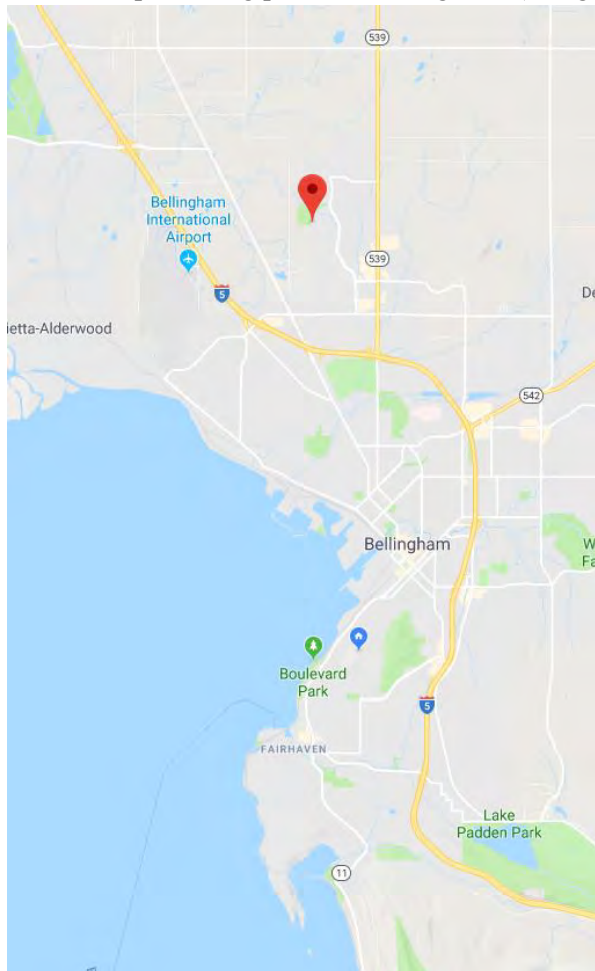 539
Bellingham
International
Airport
539
5
De
ietta-Alderwood
542
Bellingham
W
Fa
Boulevard
Park
5
FAIRHAVEN
Lake
Padden Park
11